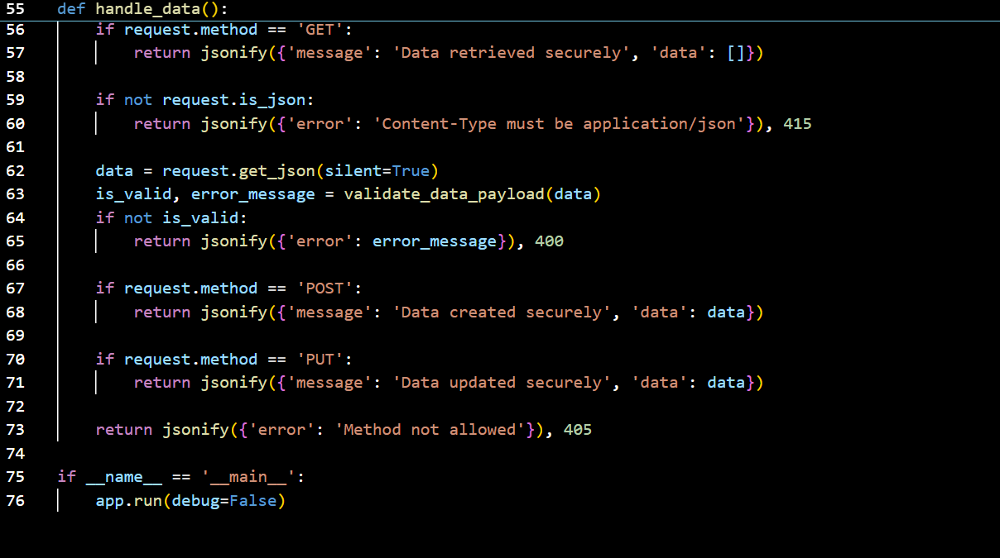 55 def handle_data():
56     if request.method == 'GET':
57         return jsonify({'message': 'Data retrieved securely', 'data': []})
58
59     if not request.is_json:
60         return jsonify({'error': 'Content-Type must be application/json'}), 415
61
62     data = request.get_json(silent=True)
63     is_valid, error_message = validate_data_payload(data)
64     if not is_valid:
65         return jsonify({'error': error_message}), 400
66
67     if request.method == 'POST':
68         return jsonify({'message': 'Data created securely', 'data': data})
69
70     if request.method == 'PUT':
71         return jsonify({'message': 'Data updated securely', 'data': data})
72
73     return jsonify({'error': 'Method not allowed'}), 405
74
75 if __name__ == '__main__':
76     app.run(debug=False)